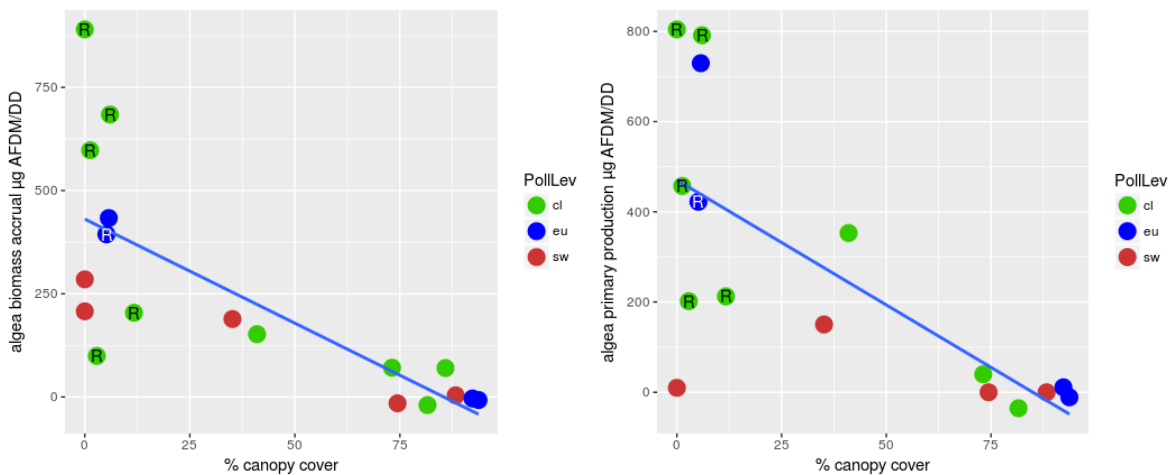 algea biomass accrual µg AFDM/DD
750
500
250
0
R
R
R
R
R
R
0
25
50
75
% canopy cover
PollLev
cl
eu
sw
algea primary production µg AFDM/DD
800
600
400
200
0
R
R
R
R
R
R
0
25
50
75
% canopy cover
PollLev
cl
eu
sw